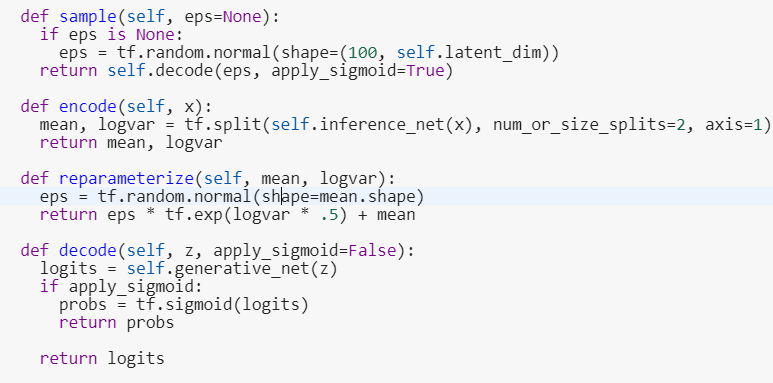 def sample(self, eps=None):
  if eps is None:
    eps = tf.random.normal(shape=(100, self.latent_dim))
  return self.decode(eps, apply_sigmoid=True)

def encode(self, x):
  mean, logvar = tf.split(self.inference_net(x), num_or_size_splits=2, axis=1)
  return mean, logvar

def reparameterize(self, mean, logvar):
  eps = tf.random.normal(shape=mean.shape)
  return eps * tf.exp(logvar * .5) + mean

def decode(self, z, apply_sigmoid=False):
  logits = self.generative_net(z)
  if apply_sigmoid:
    probs = tf.sigmoid(logits)
    return probs

  return logits